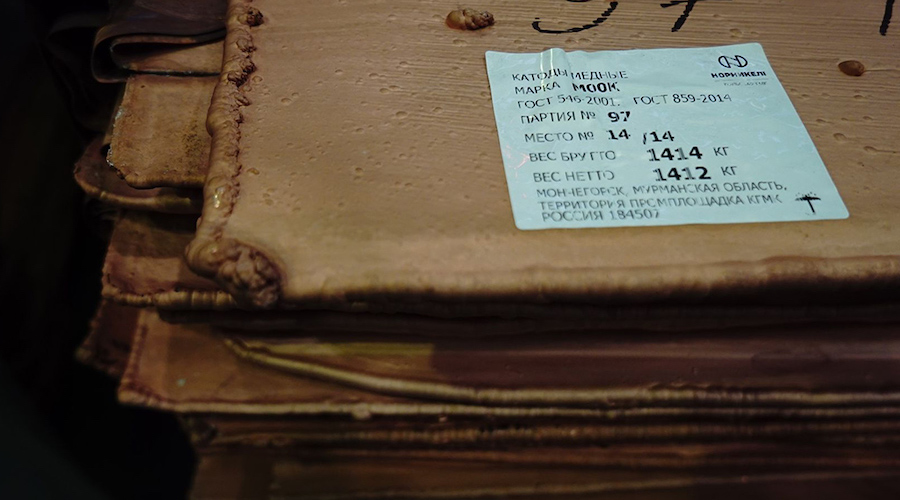 97
НОРНИКЕЛЬ
КАТОДЫ МЕДНЫЕ
МАРКА М00К
ГОСТ 546-2001, ГОСТ 859-2014
ПАРТИЯ № 97
МЕСТО № 14 /14
ВЕС БРУТТО 1414 КГ
ВЕС НЕТТО 1412 КГ
МОНЧЕГОРСК, МУРМАНСКАЯ ОБЛАСТЬ,
ТЕРРИТОРИЯ ПРОМПЛОЩАДКА КГМК
РОССИЯ 184507